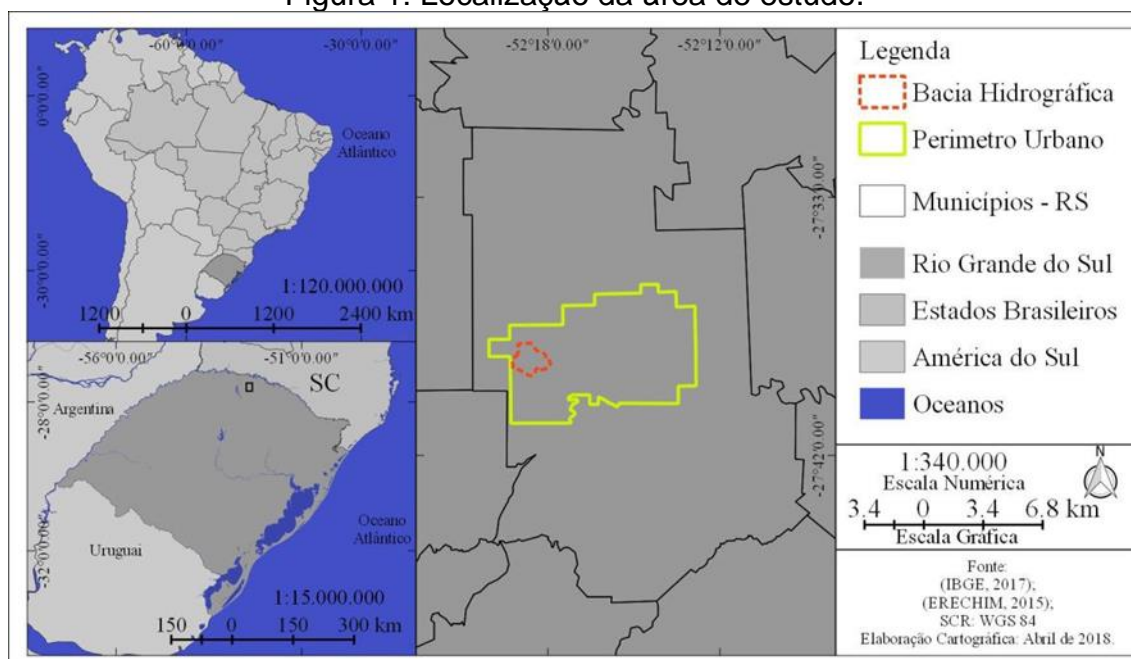 Figura 1: Localização da área de estudo.
-60°0'0.00"
-30°0'0.00"
0°0'0.00"
Oceano
Atlântico
-30°0'0.00"
1:120.000.000
1200 0 1200 2400 km
-56°0'0.00"
-51°0'0.00"
SC
Argentina
-28°0'0.00"
Uruguai
Oceano
Atlântico
-32°0'0.00"
1:15.000.000
150 0 150 300 km
-52°18'0.00"
-52°12'0.00"
-27°33'0.00"
-27°42'0.00"
Legenda
Bacia Hidrográfica
Perimetro Urbano
Municípios - RS
Rio Grande do Sul
Estados Brasileiros
América do Sul
Oceanos
1:340.000
N
Escala Numérica
3.4 0 3.4 6.8 km
Escala Gráfica
Fonte:
(IBGE, 2017);
(ERECHIM, 2015);
SCR: WGS 84
Elaboração Cartográfica: Abril de 2018.